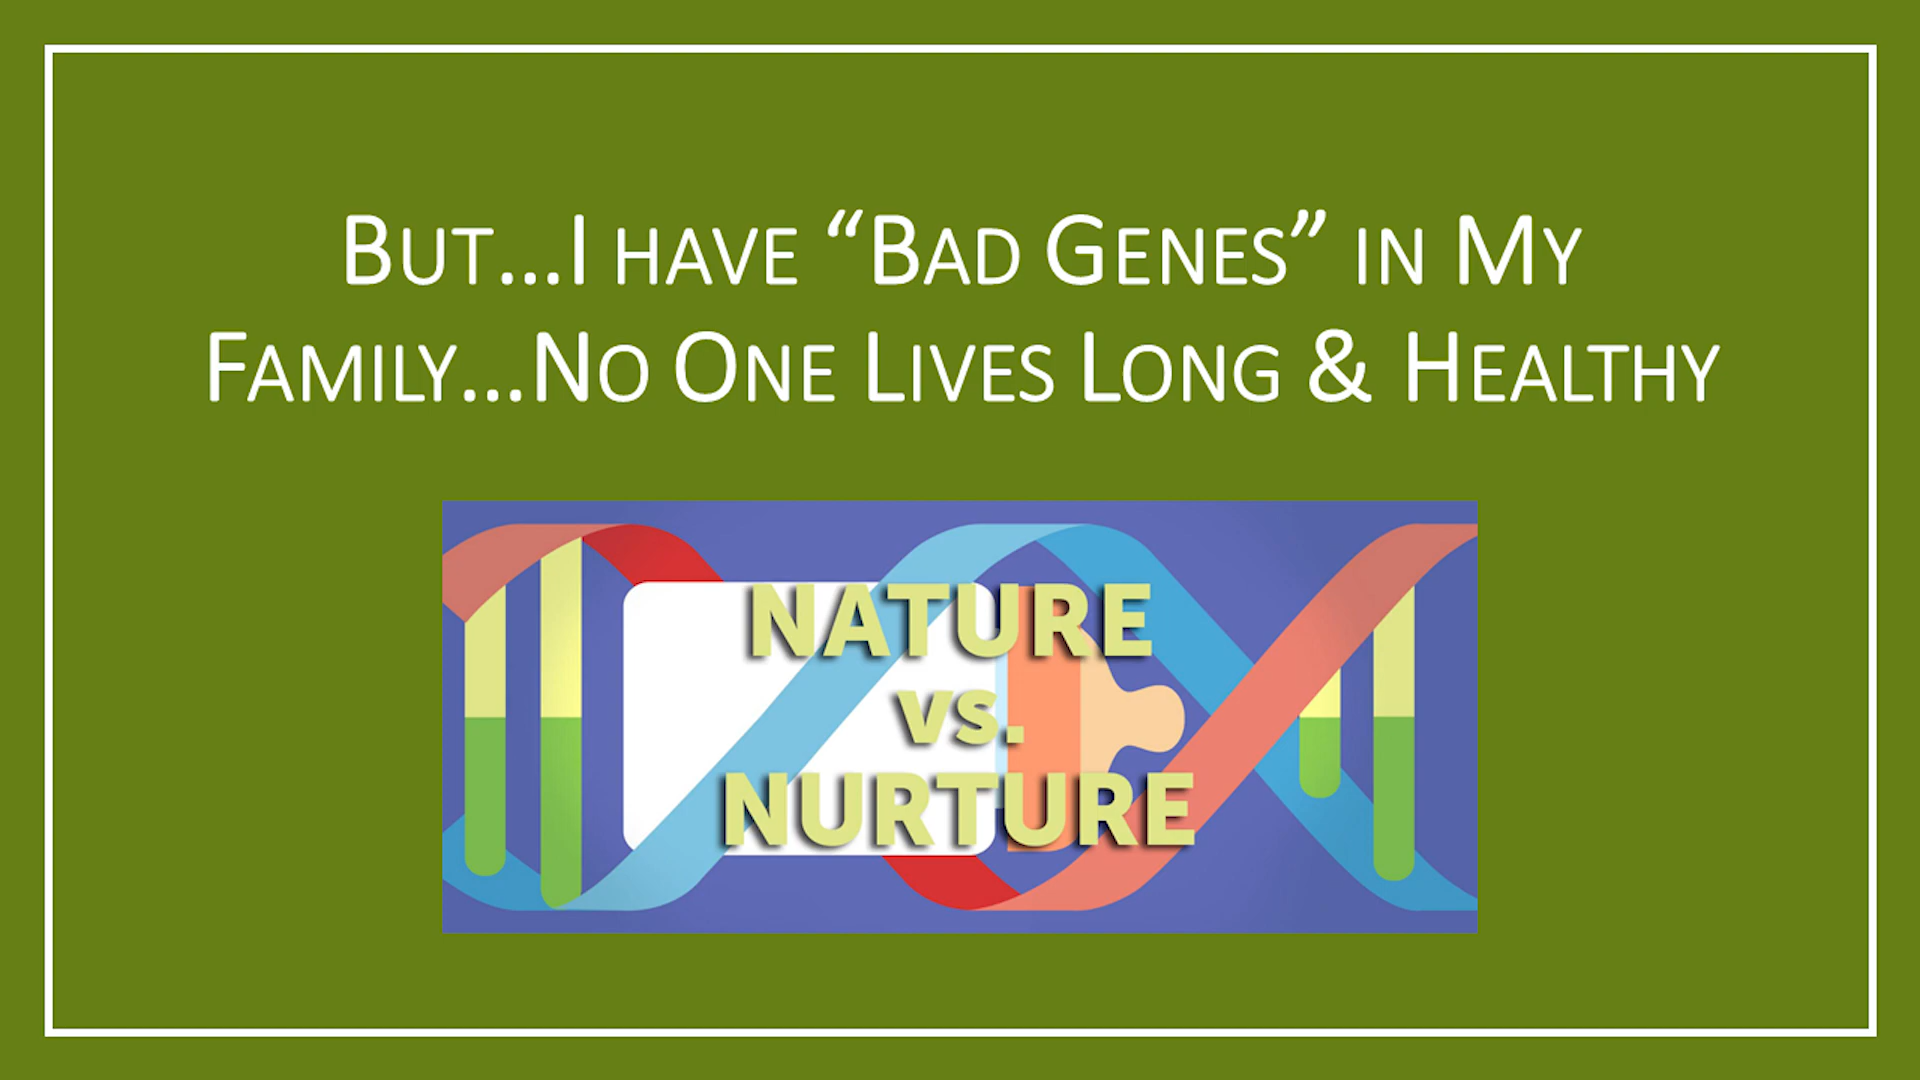 But...I have “Bad Genes” in My
Family...No One Lives Long & Healthy
NATURE
vs.
NURTURE